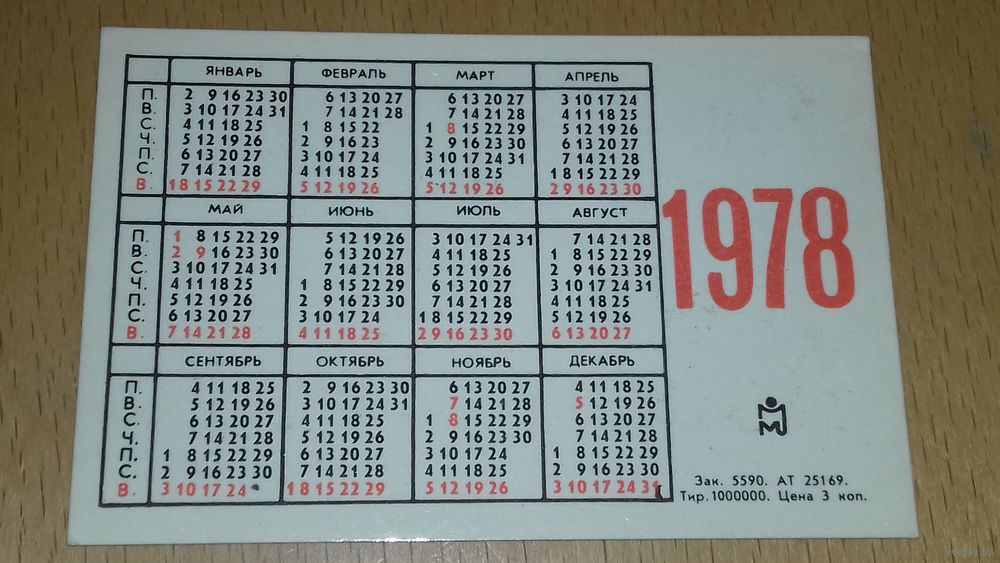 ЯНВАРЬ ФЕВРАЛЬ МАРТ АПРЕЛЬ
П. 2 9 16 23 30 6 13 20 27 6 13 20 27 3 10 17 24
В. 3 10 17 24 31 7 14 21 28 7 14 21 28 4 11 18 25
С. 4 11 18 25 1 8 15 22 1 8 15 22 29 5 12 19 26
Ч. 5 12 19 26 2 9 16 23 2 9 16 23 30 6 13 20 27
П. 6 13 20 27 3 10 17 24 3 10 17 24 31 7 14 21 28
С. 7 14 21 28 4 11 18 25 4 11 18 25 1 8 15 22 29
В. 1 8 15 22 29 5 12 19 26 5 12 19 26 2 9 16 23 30
МАЙ ИЮНЬ ИЮЛЬ АВГУСТ
П. 1 8 15 22 29 5 12 19 26 3 10 17 24 31 7 14 21 28
В. 2 9 16 23 30 6 13 20 27 4 11 18 25 1 8 15 22 29
С. 3 10 17 24 31 7 14 21 28 5 12 19 26 2 9 16 23 30
Ч. 4 11 18 25 1 8 15 22 29 6 13 20 27 3 10 17 24 31
П. 5 12 19 26 2 9 16 23 30 7 14 21 28 4 11 18 25
С. 6 13 20 27 3 10 17 24 1 8 15 22 29 5 12 19 26
В. 7 14 21 28 4 11 18 25 2 9 16 23 30 6 13 20 27
СЕНТЯБРЬ ОКТЯБРЬ НОЯБРЬ ДЕКАБРЬ
П. 4 11 18 25 2 9 16 23 30 6 13 20 27 4 11 18 25
В. 5 12 19 26 3 10 17 24 31 7 14 21 28 5 12 19 26
С. 6 13 20 27 4 11 18 25 1 8 15 22 29 6 13 20 27
Ч. 7 14 21 28 5 12 19 26 2 9 16 23 30 7 14 21 28
П. 1 8 15 22 29 6 13 20 27 3 10 17 24 1 8 15 22 29
С. 2 9 16 23 30 7 14 21 28 4 11 18 25 2 9 16 23 30
В. 3 10 17 24 1 8 15 22 29 5 12 19 26 3 10 17 24 31
1978
Зак. 5590. АТ 25169.
Тир. 1000000. Цена 3 коп.